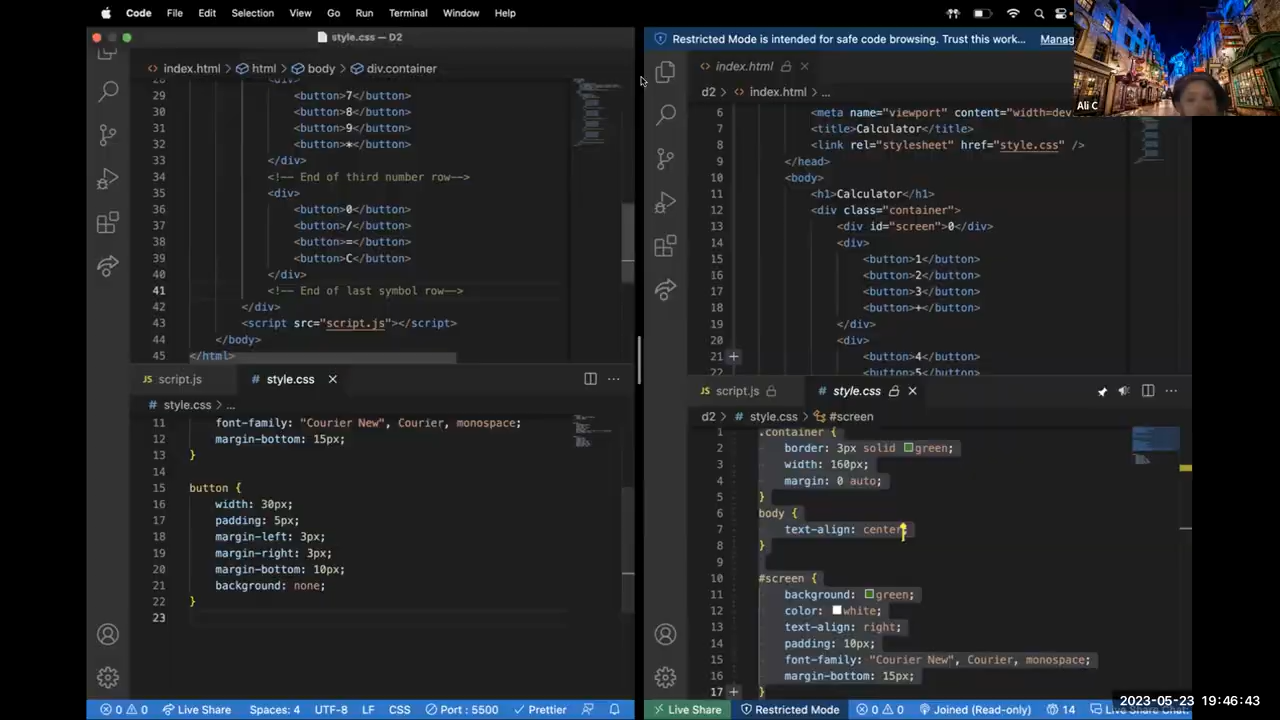 Code File Edit Selection View Go Run Terminal Window Help
style.css — D2
index.html > html > body > div.container
29 <button>7</button>
30 <button>8</button>
31 <button>9</button>
32 <button>*</button>
33 </div>
34 <!-- End of third number row-->
35 <div>
36 <button>0</button>
37 <button>/</button>
38 <button>=</button>
39 <button>C</button>
40 </div>
41 <!-- End of last symbol row-->
42 </div>
43 <script src="script.js"></script>
44 </body>
45 </html>
script.js style.css
style.css > ...
11 font-family: "Courier New", Courier, monospace;
12 margin-bottom: 15px;
13 }
14
15 button {
16 width: 30px;
17 padding: 5px;
18 margin-left: 3px;
19 margin-right: 3px;
20 margin-bottom: 10px;
21 background: none;
22 }
23
0 0 Live Share Spaces: 4 UTF-8 LF CSS Port : 5500 Prettier
Restricted Mode is intended for safe code browsing. Trust this work... Manag
Ali C
index.html
d2 > index.html > ...
6 <meta name="viewport" content="width=dev
7 <title>Calculator</title>
8 <link rel="stylesheet" href="style.css" />
9 </head>
10 <body>
11 <h1>Calculator</h1>
12 <div class="container">
13 <div id="screen">0</div>
14 <div>
15 <button>1</button>
16 <button>2</button>
17 <button>3</button>
18 <button>+</button>
19 </div>
20 <div>
21 <button>4</button>
22 <button>5</button>
script.js style.css
d2 > style.css > #screen
1 .container {
2 border: 3px solid green;
3 width: 160px;
4 margin: 0 auto;
5 }
6 body {
7 text-align: center;
8 }
9
10 #screen {
11 background: green;
12 color: white;
13 text-align: right;
14 padding: 10px;
15 font-family: "Courier New", Courier, monospace;
16 margin-bottom: 15px;
17 }
Live Share Restricted Mode 0 0 Joined (Read-only) 14 Live Share Chat
2023-05-23 19:46:43